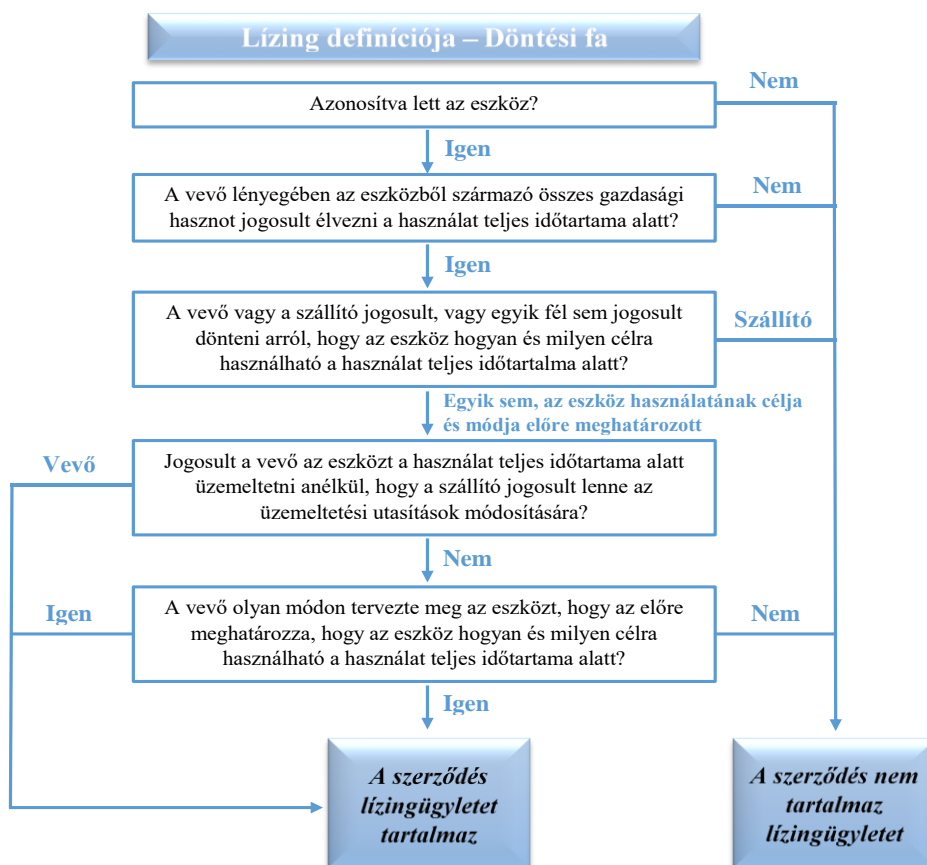 Lízing definíciója – Döntési fa
Nem
Azonosítva lett az eszköz?
Igen
A vevő lényegében az eszközből származó összes gazdasági
hasznot jogosult élvezni a használat teljes időtartama alatt?
Nem
Igen
A vevő vagy a szállító jogosult, vagy egyik fél sem jogosult
dönteni arról, hogy az eszköz hogyan és milyen célra
használható a használat teljes időtartalma alatt?
Szállító
Egyik sem, az eszköz használatának célja
és módja előre meghatározott
Vevő
Jogosult a vevő az eszközt a használat teljes időtartama alatt
üzemeltetni anélkül, hogy a szállító jogosult lenne az
üzemeltetési utasítások módosítására?
Nem
Igen
A vevő olyan módon tervezte meg az eszközt, hogy az előre
meghatározza, hogy az eszköz hogyan és milyen célra
használható a használat teljes időtartama alatt?
Nem
Igen
A szerződés
lízingügyletet
tartalmaz
A szerződés nem
tartalmaz
lízingügyletet